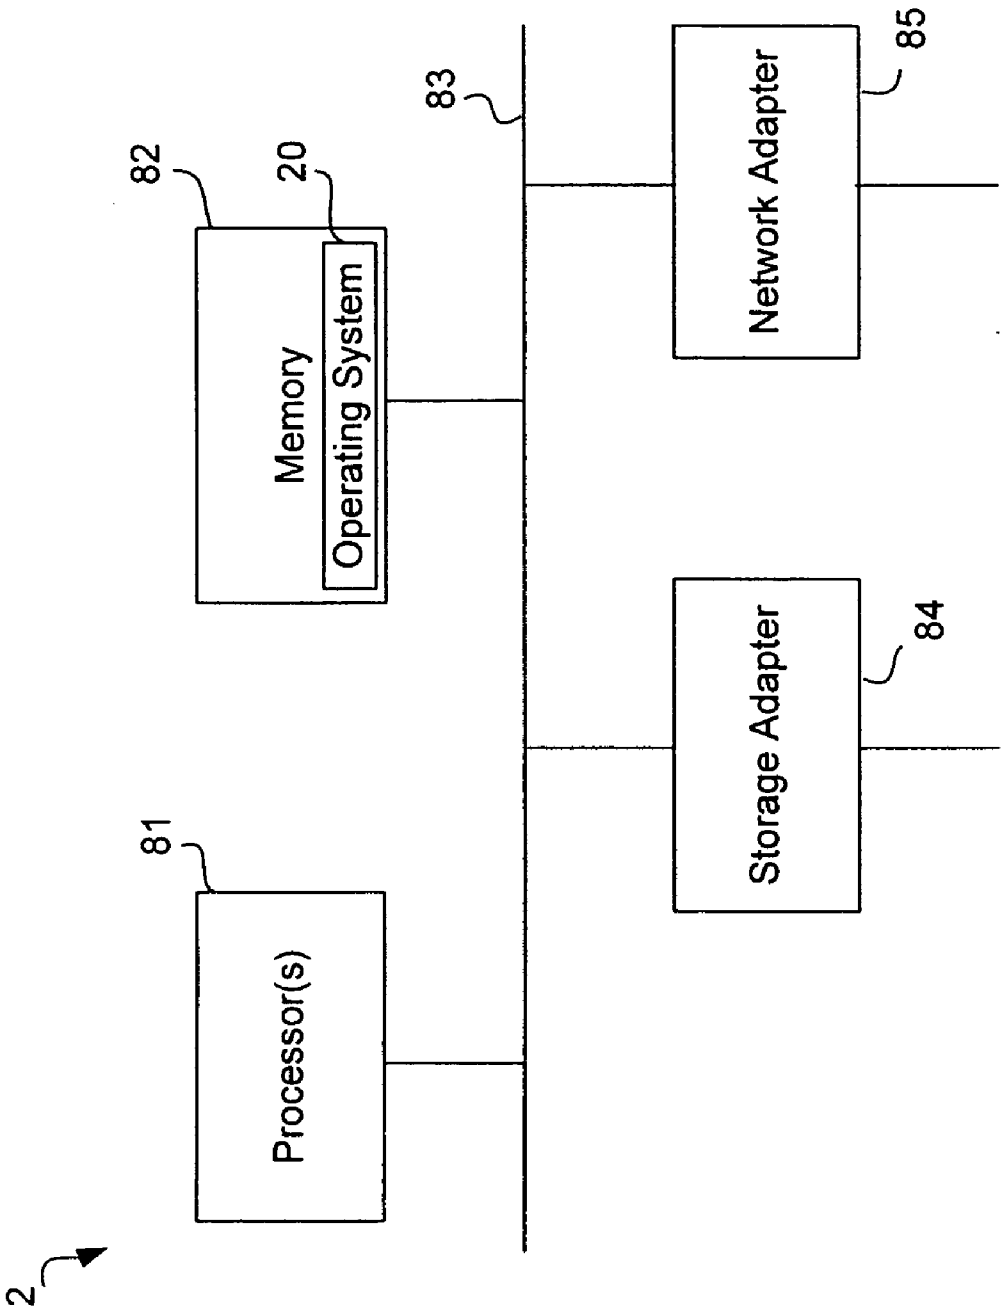 2
81
Processor(s)
82
Memory
20
Operating System
83
Storage Adapter
84
Network Adapter
85